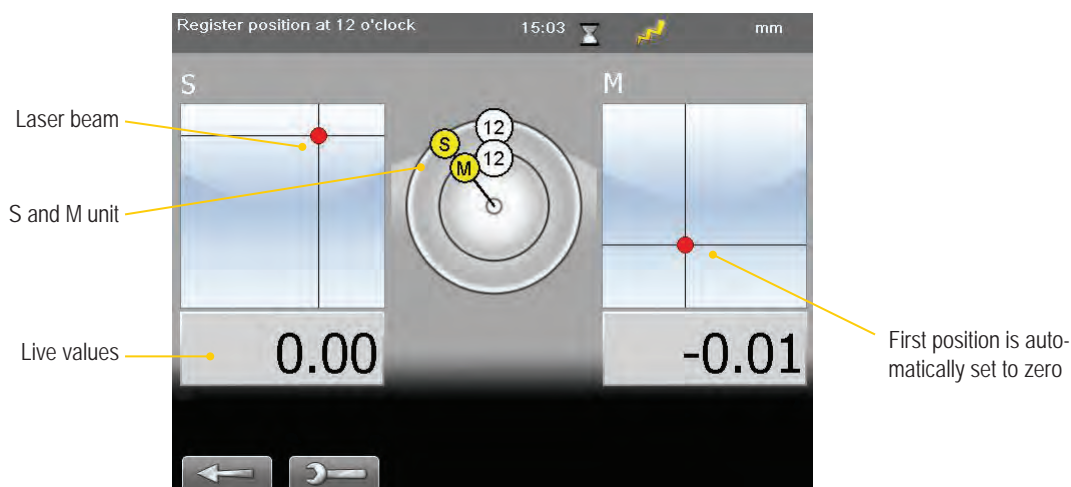 Register position at 12 o'clock 15:03 mm
S
M
Laser beam
12
S
12
M
S and M unit
Live values
0.00
-0.01
First position is auto-
matically set to zero